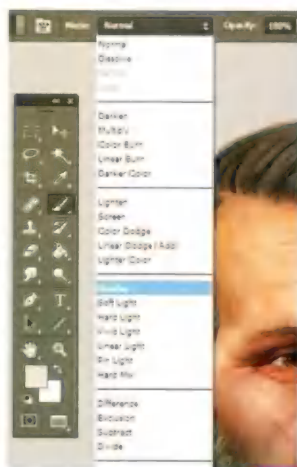 Mode: Normal Opacity: 100%
Normal
Dissolve
Darken
Multiply
Color Burn
Linear Burn
Darker Color
Lighten
Screen
Color Dodge
Linear Dodge (Add)
Lighter Color
Overlay
Soft Light
Hard Light
Vivid Light
Linear Light
Pin Light
Hard Mix
Difference
Exclusion
Subtract
Divide